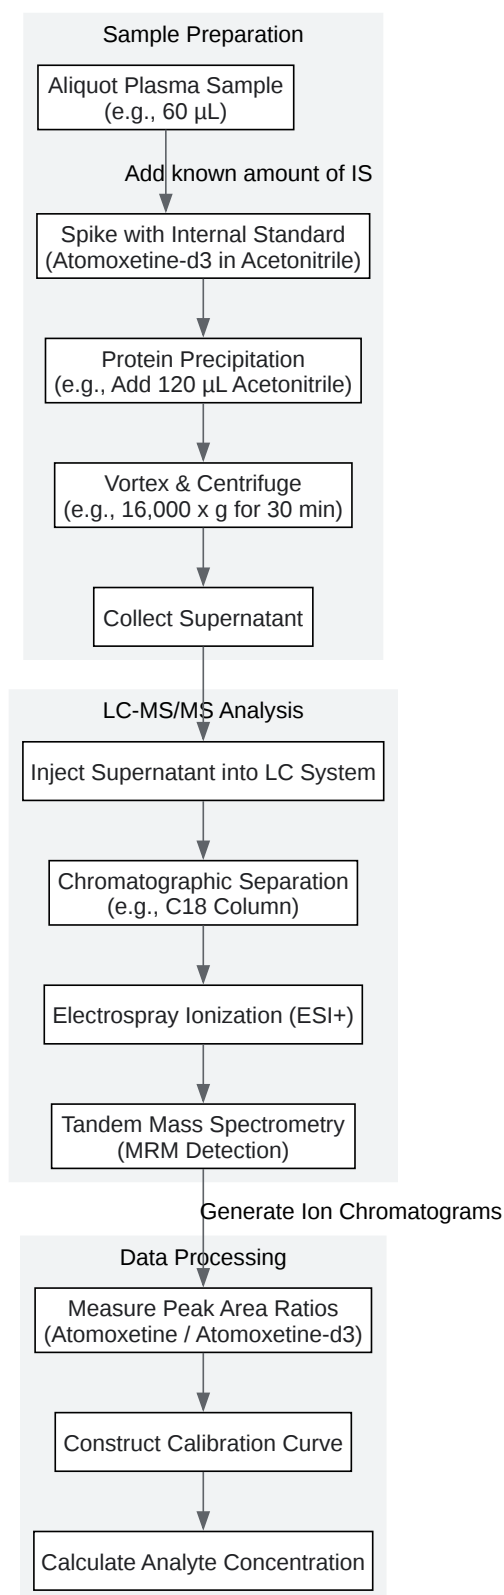 Sample Preparation
Aliquot Plasma Sample
(e.g., 60 µL)
Add known amount of IS
Spike with Internal Standard
(Atomoxetine-d3 in Acetonitrile)
Protein Precipitation
(e.g., Add 120 µL Acetonitrile)
Vortex & Centrifuge
(e.g., 16,000 x g for 30 min)
Collect Supernatant
LC-MS/MS Analysis
Inject Supernatant into LC System
Chromatographic Separation
(e.g., C18 Column)
Electrospray Ionization (ESI+)
Tandem Mass Spectrometry
(MRM Detection)
Generate Ion Chromatograms
Data Processing
Measure Peak Area Ratios
(Atomoxetine / Atomoxetine-d3)
Construct Calibration Curve
Calculate Analyte Concentration